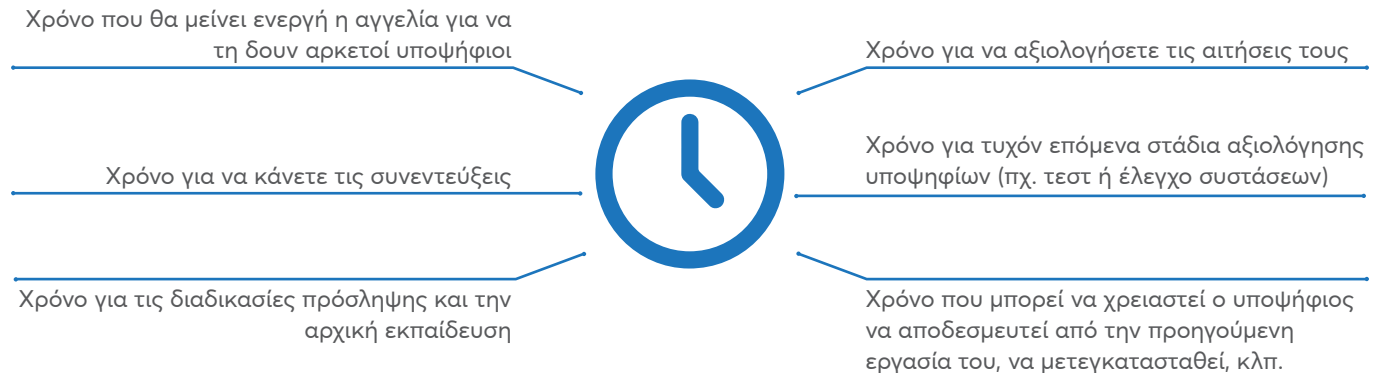 Χρόνο που θα μείνει ενεργή η αγγελία για να
τη δουν αρκετοί υποψήφιοι
Χρόνο για να αξιολογήσετε τις αιτήσεις τους
Χρόνο για να κάνετε τις συνεντεύξεις
Χρόνο για τυχόν επόμενα στάδια αξιολόγησης
υποψηφίων (πχ. τεστ ή έλεγχο συστάσεων)
Χρόνο για τις διαδικασίες πρόσληψης και την
αρχική εκπαίδευση
Χρόνο που μπορεί να χρειαστεί ο υποψήφιος
να αποδεσμευτεί από την προηγούμενη
εργασία του, να μετεγκατασταθεί, κλπ.